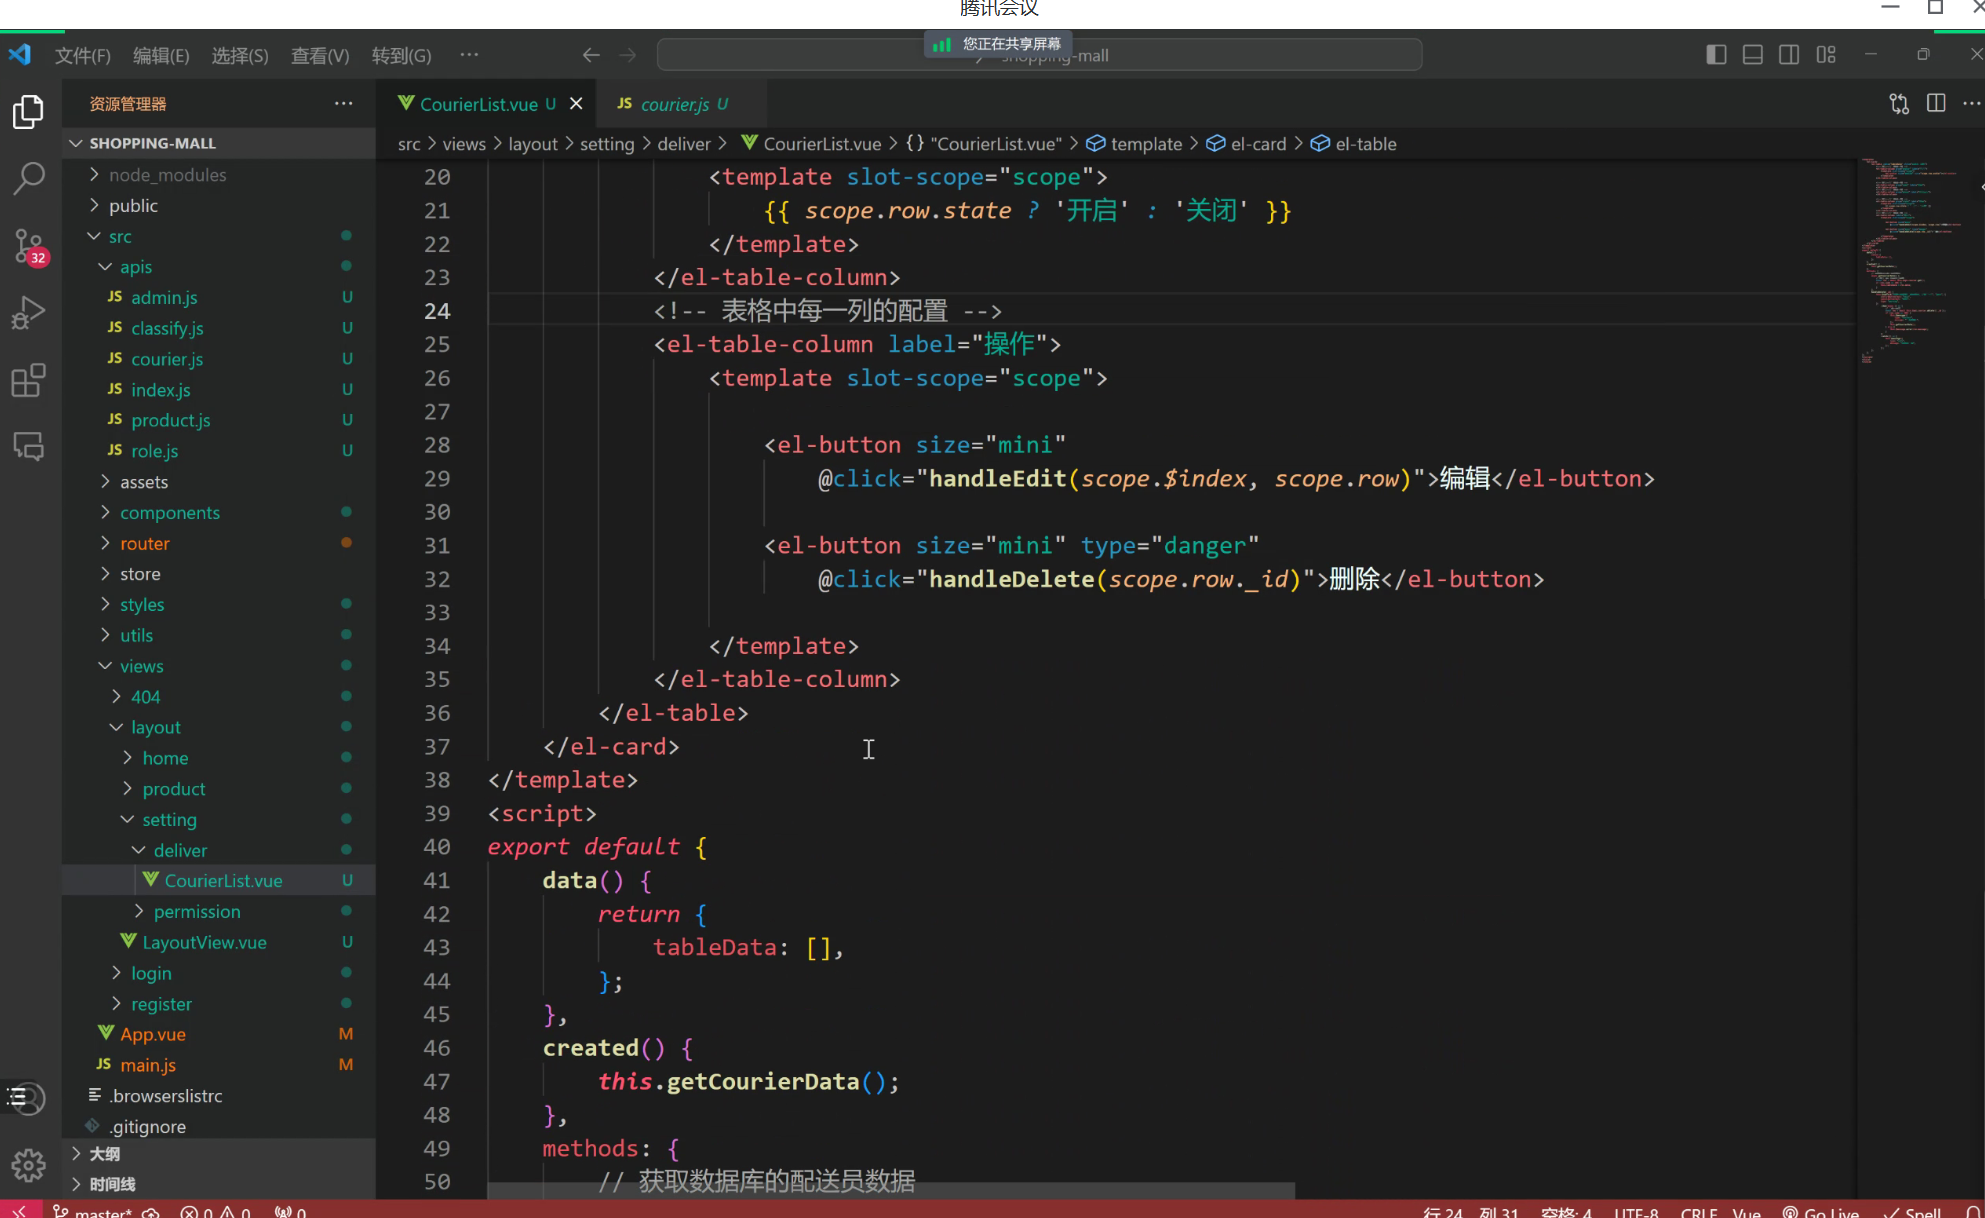 腾讯会议
文件(F) 编辑(E) 选择(S) 查看(V) 转到(G) ···
您正在共享屏幕
shopping-mall
资源管理器
CourierList.vue U
JS courier.js U
SHOPPING-MALL
src > views > layout > setting > deliver > CourierList.vue > {} "CourierList.vue" > template > el-card > el-table
node_modules
public
src
apis
JS admin.js U
JS classify.js U
JS courier.js U
JS index.js U
JS product.js U
JS role.js U
assets
components
router
store
styles
utils
views
404
layout
home
product
setting
deliver
CourierList.vue U
permission
LayoutView.vue U
login
register
App.vue M
JS main.js M
.browserslistrc
.gitignore
大纲
时间线
32
20 <template slot-scope="scope">
21 {{ scope.row.state ? '开启' : '关闭' }}
22 </template>
23 </el-table-column>
24 <!-- 表格中每一列的配置 -->
25 <el-table-column label="操作">
26 <template slot-scope="scope">
27
28 <el-button size="mini"
29 @click="handleEdit(scope.$index, scope.row)">编辑</el-button>
30
31 <el-button size="mini" type="danger"
32 @click="handleDelete(scope.row._id)">删除</el-button>
33
34 </template>
35 </el-table-column>
36 </el-table>
37 </el-card>
38 </template>
39 <script>
40 export default {
41 data() {
42 return {
43 tableData: [],
44 };
45 },
46 created() {
47 this.getCourierData();
48 },
49 methods: {
50 // 获取数据库的配送员数据
master* 0 0 0
行 24 列 31 空格: 4 UTF-8 CRLF Vue Go Live Spell